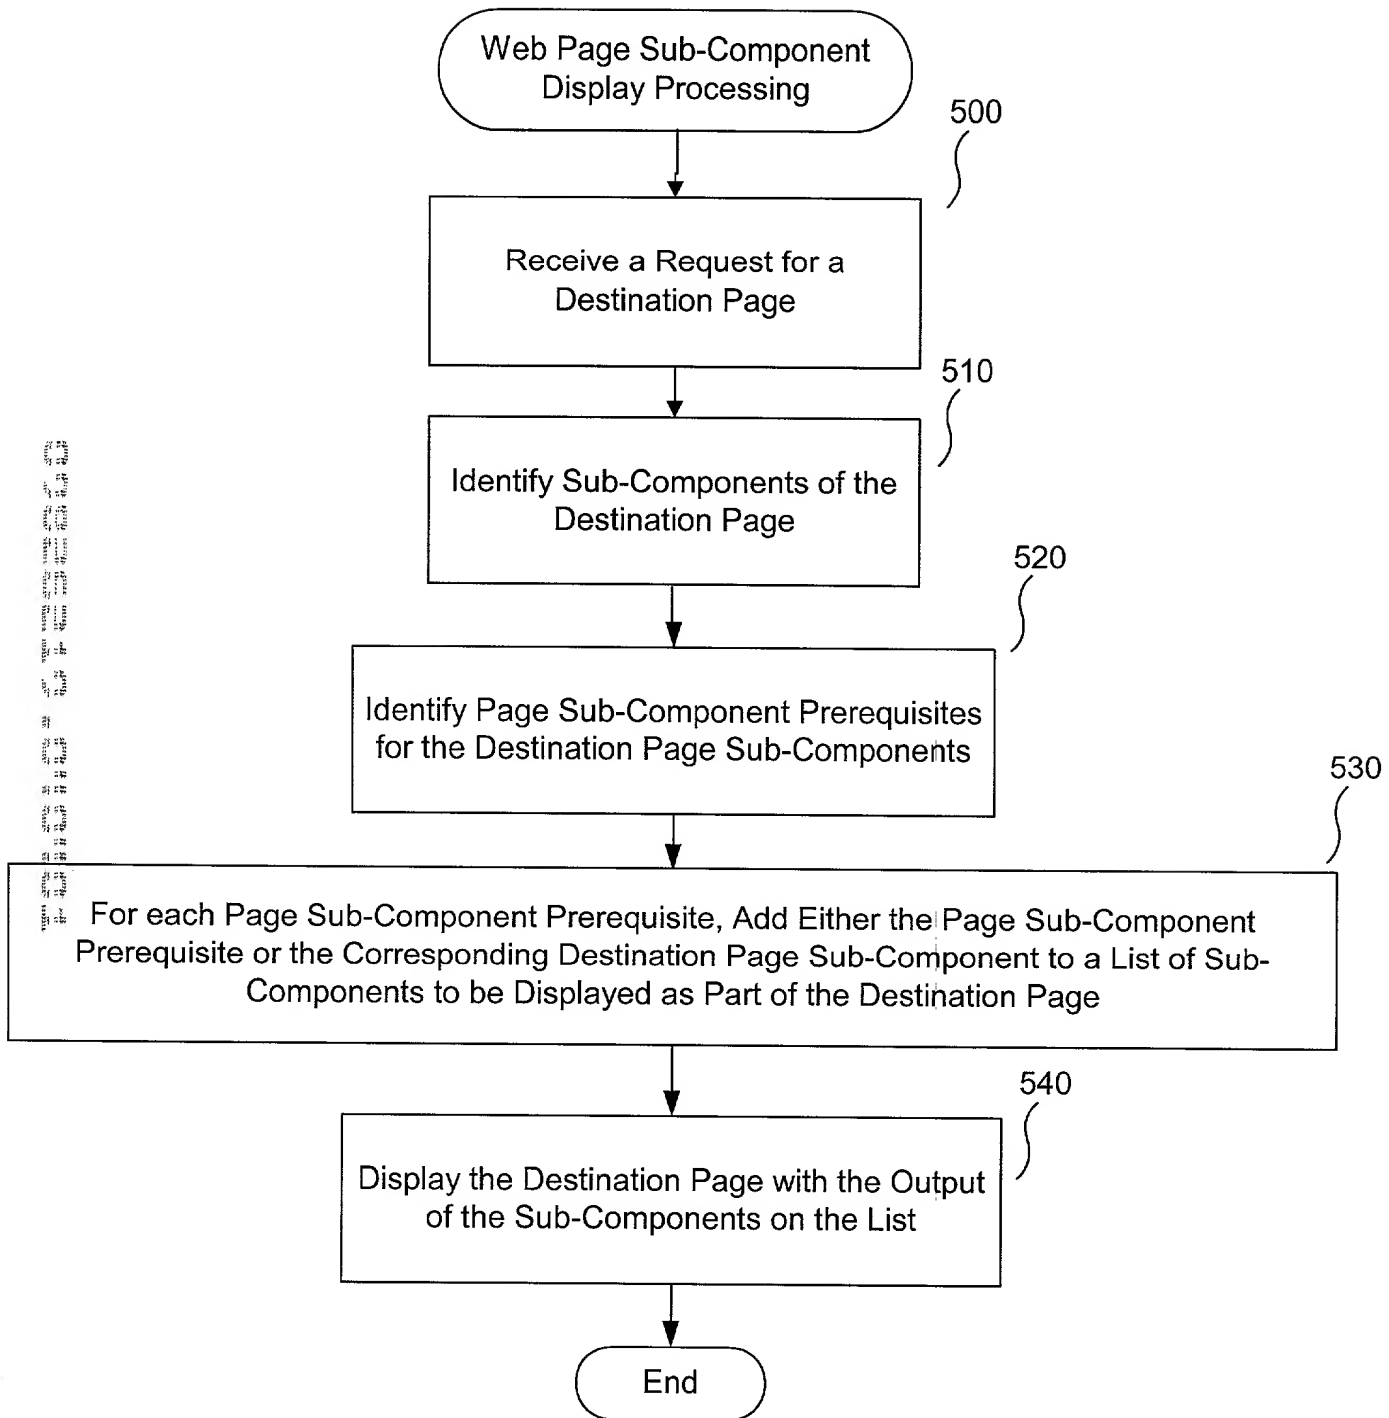 Web Page Sub-Component
Display Processing
500
Receive a Request for a
Destination Page
510
Identify Sub-Components of the
Destination Page
520
Identify Page Sub-Component Prerequisites
for the Destination Page Sub-Components
530
For each Page Sub-Component Prerequisite, Add Either the Page Sub-Component
Prerequisite or the Corresponding Destination Page Sub-Component to a List of Sub-
Components to be Displayed as Part of the Destination Page
540
Display the Destination Page with the Output
of the Sub-Components on the List
End